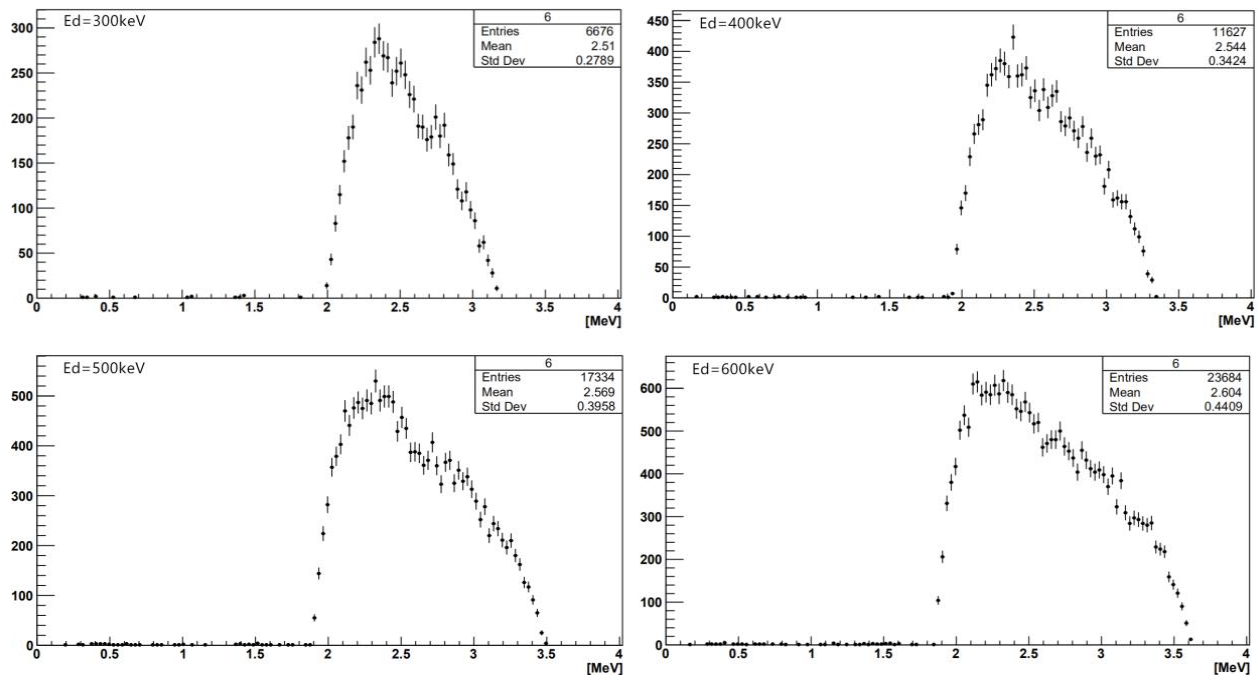 Ed=300keV
6
Entries 6676
Mean 2.51
Std Dev 0.2789
300
250
200
150
100
50
0
0 0.5 1 1.5 2 2.5 3 3.5 4
[MeV]
Ed=400keV
6
Entries 11627
Mean 2.544
Std Dev 0.3424
450
400
350
300
250
200
150
100
50
0
0 0.5 1 1.5 2 2.5 3 3.5 4
[MeV]
Ed=500keV
6
Entries 17334
Mean 2.569
Std Dev 0.3958
500
400
300
200
100
0
0 0.5 1 1.5 2 2.5 3 3.5 4
[MeV]
Ed=600keV
6
Entries 23684
Mean 2.604
Std Dev 0.4409
600
500
400
300
200
100
0
0 0.5 1 1.5 2 2.5 3 3.5 4
[MeV]